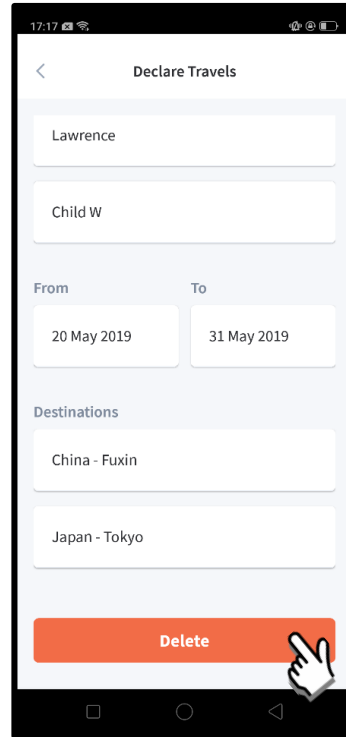 17:17
Declare Travels
Lawrence
Child W
From To
20 May 2019 31 May 2019
Destinations
China - Fuxin
Japan - Tokyo
Delete